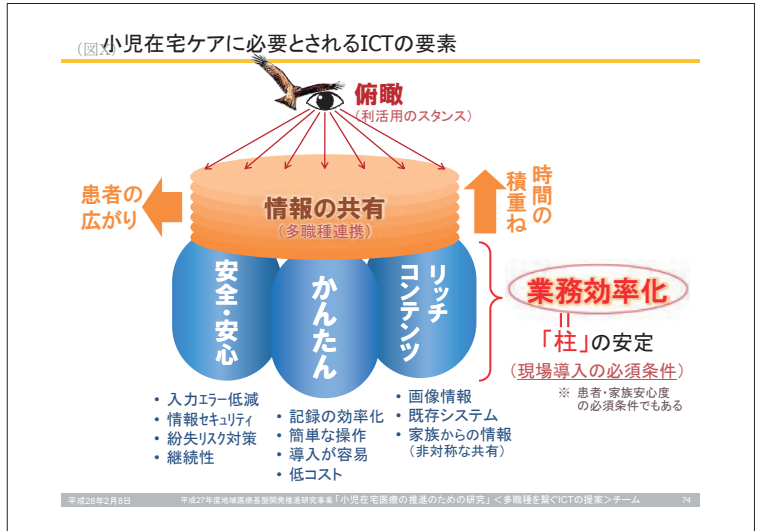 (図X)小児在宅ケアに必要とされるICTの要素
俯瞰
(利活用のスタンス)
患者の
広がり
情報の共有
(多職種連携)
時間の
積重ね
安全・安心
かんたん
リッチ
コンテンツ
業務効率化
「柱」の安定
(現場導入の必須条件)
※ 患者・家族安心度
の必須条件でもある
• 入力エラー低減
• 情報セキュリティ
• 紛失リスク対策
• 継続性
• 記録の効率化
• 簡単な操作
• 導入が容易
• 低コスト
• 画像情報
• 既存システム
• 家族からの情報
(非対称な共有)
平成28年2月8日
平成27年度地域医療基盤開発推進研究事業「小児在宅医療の推進のための研究」<多職種を繋ぐICTの提案>チーム
74